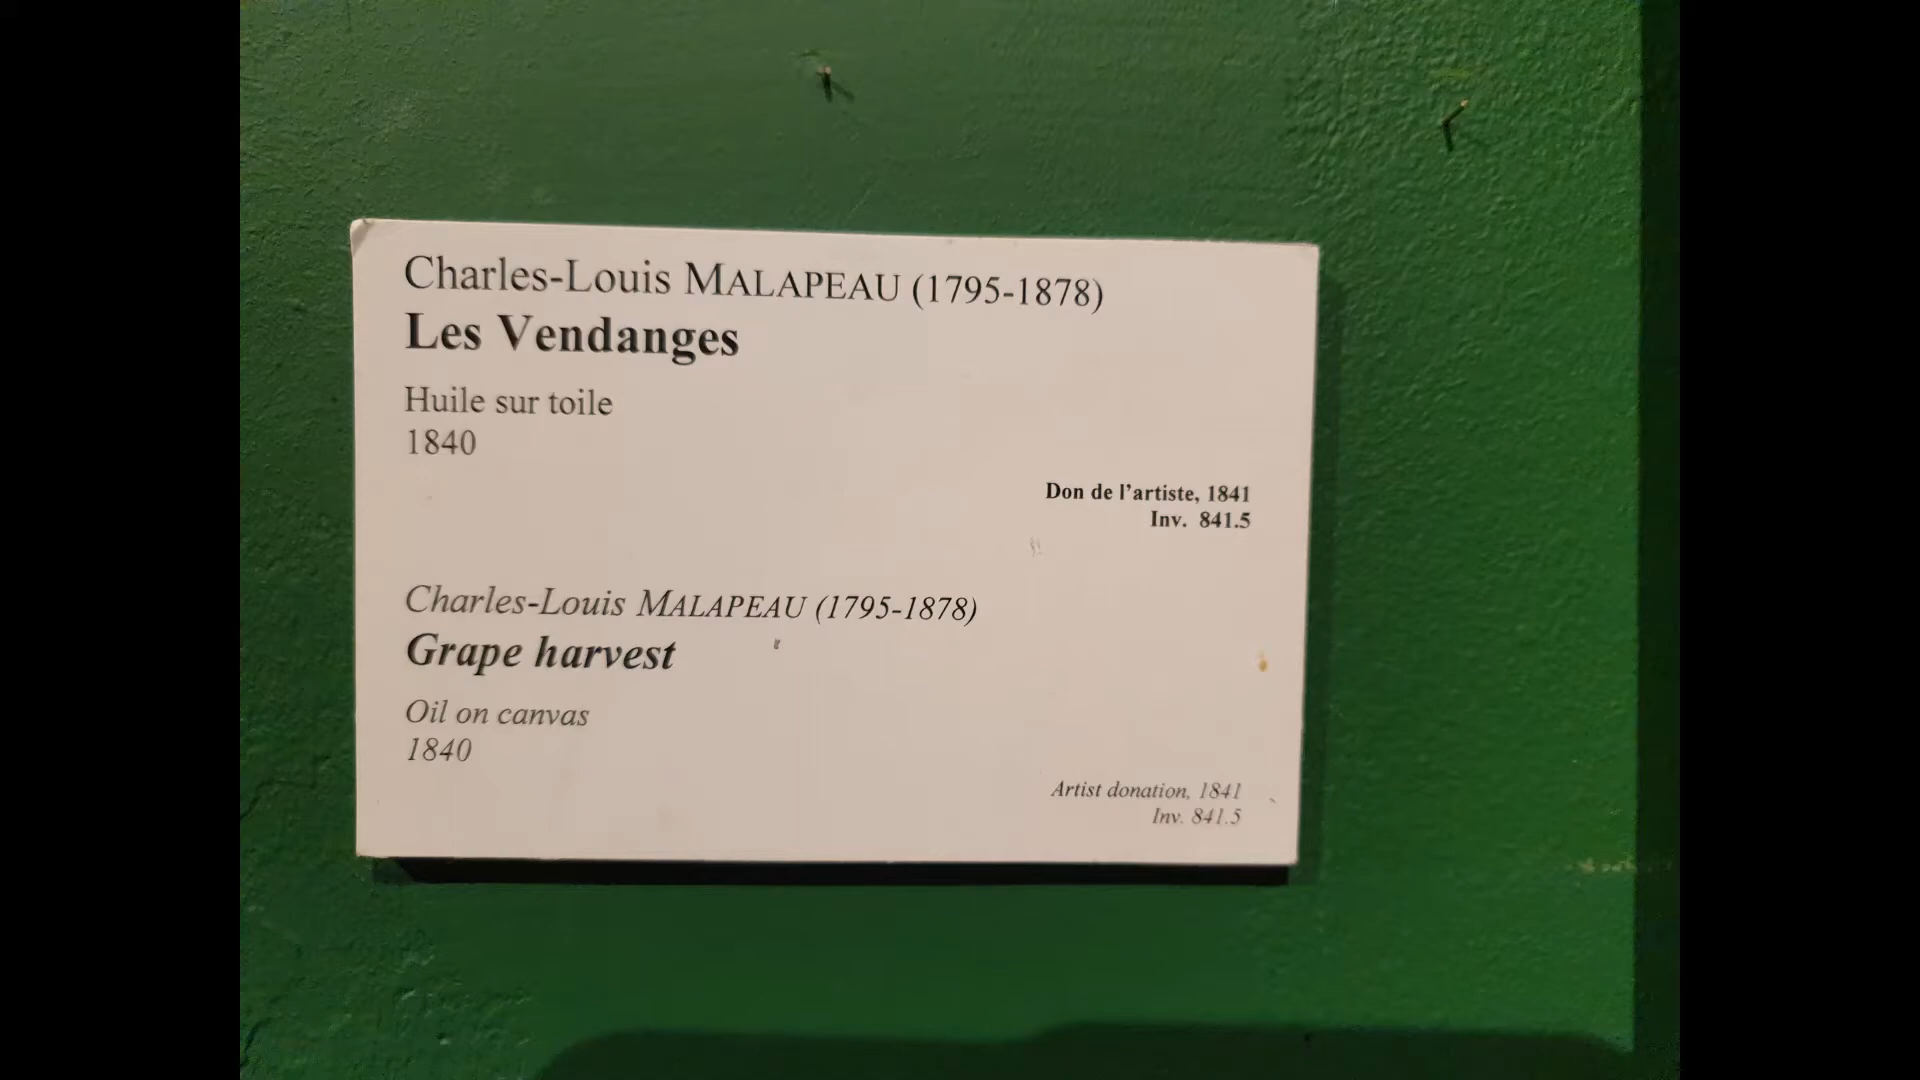 Charles-Louis MALAPEAU (1795-1878)
Les Vendanges
Huile sur toile
1840
Don de l'artiste, 1841
Inv. 841.5
Charles-Louis MALAPEAU (1795-1878)
Grape harvest
Oil on canvas
1840
Artist donation, 1841
Inv. 841.5